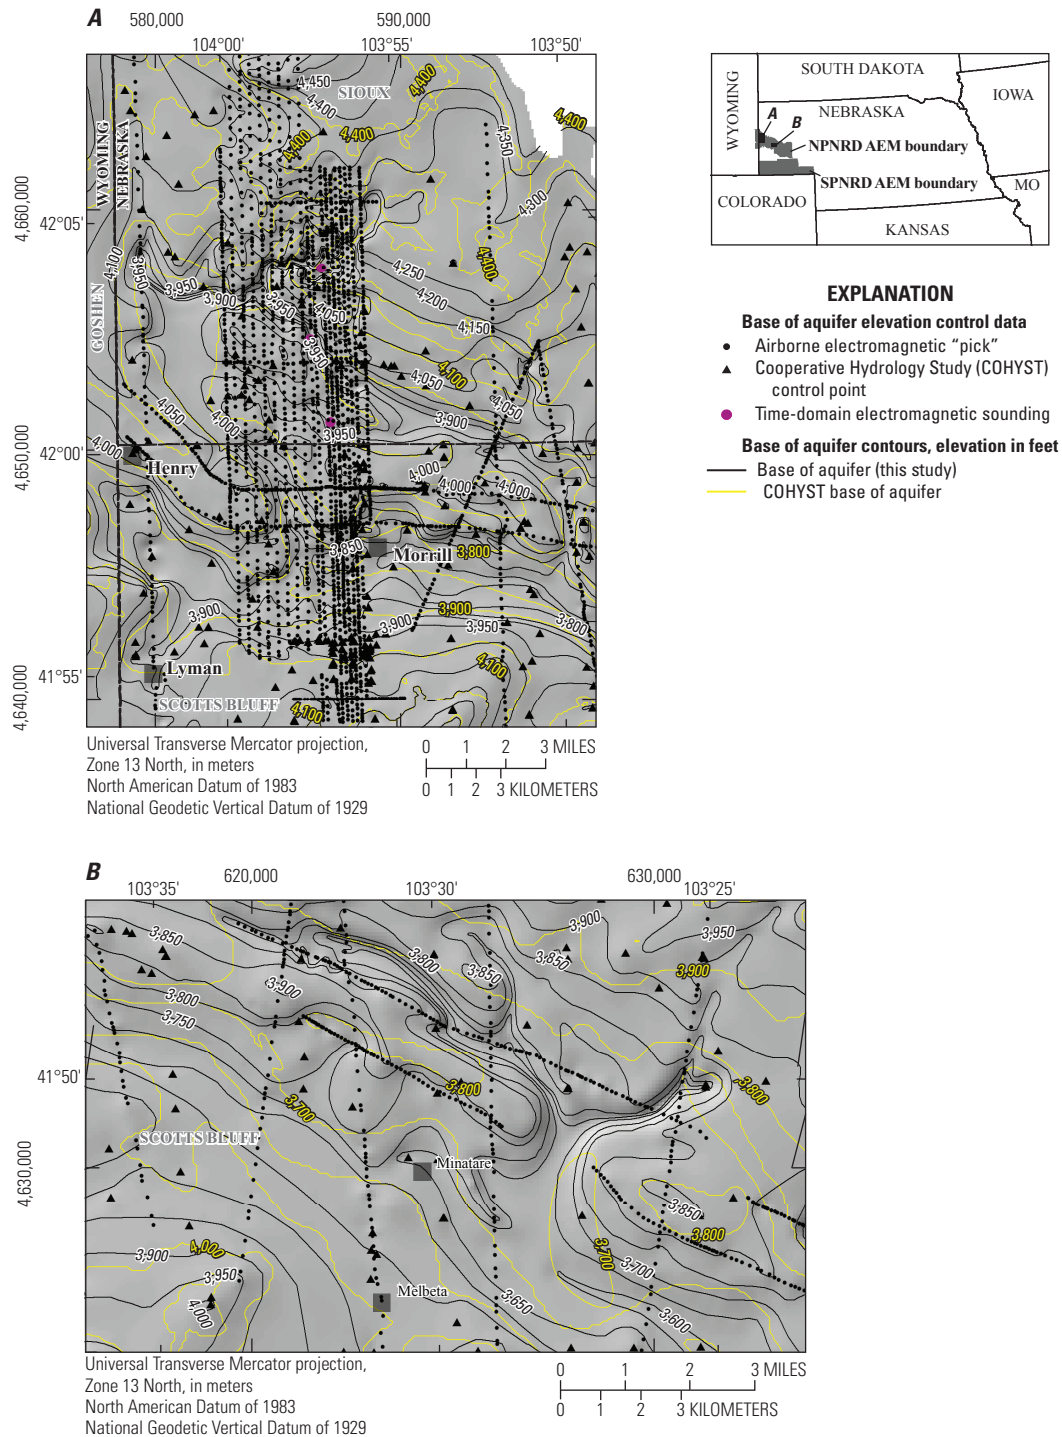 A
580,000
590,000
104°00'
103°55'
103°50'
4,660,000
42°05'
4,650,000
42°00'
4,640,000
41°55'
4,450
4,400
SIOUX
4,400
4,400
4,400
4,400
4,350
WYOMING
NEBRASKA
4,300
4,100
3,950
3,950
3,900
3,950
4,050
3,950
4,250
4,400
4,200
4,150
GOSHEN
4,100
4,050
4,050
4,050
4,000
3,900
3,950
4,000
Henry
4,000
4,000
4,000
3,850
Morrill
3,800
3,900
3,900
3,900
3,950
3,800
Lyman
4,100
SCOTTS BLUFF
4,100
Universal Transverse Mercator projection,
Zone 13 North, in meters
North American Datum of 1983
National Geodetic Vertical Datum of 1929
0 1 2 3 MILES
0 1 2 3 KILOMETERS
SOUTH DAKOTA
WYOMING
NEBRASKA
IOWA
A
B
NPNRD AEM boundary
SPNRD AEM boundary
MO
COLORADO
KANSAS
EXPLANATION
Base of aquifer elevation control data
Airborne electromagnetic “pick”
Cooperative Hydrology Study (COHYST)
control point
Time-domain electromagnetic sounding
Base of aquifer contours, elevation in feet
Base of aquifer (this study)
COHYST base of aquifer
B
620,000
630,000
103°35'
103°30'
103°25'
41°50'
4,630,000
3,850
3,800
3,850
3,900
3,950
3,850
3,900
3,800
3,900
3,750
3,700
3,800
3,800
SCOTTS BLUFF
Minatare
3,850
3,800
4,000
3,900
3,950
4,000
3,700
3,700
Melbeta
3,650
3,600
Universal Transverse Mercator projection,
Zone 13 North, in meters
North American Datum of 1983
National Geodetic Vertical Datum of 1929
0 1 2 3 MILES
0 1 2 3 KILOMETERS